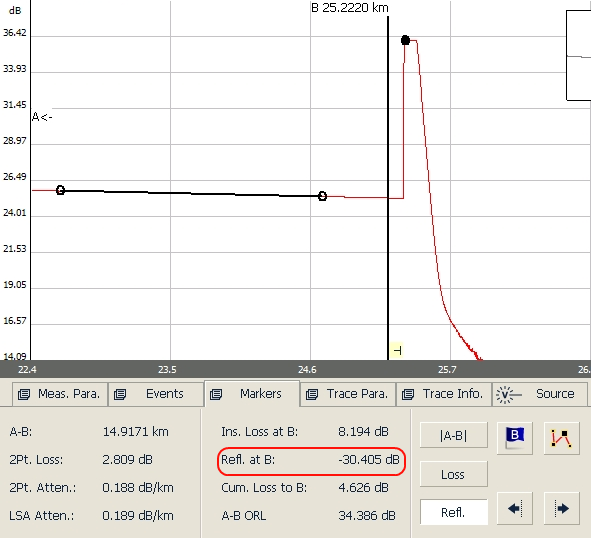 dB
B 25.2220 km
36.42
33.93
31.45
A<-
28.97
26.49
24.01
21.53
19.05
16.57
14.09
22.4 23.5 24.6 25.7 26.
Meas. Para. Events Markers Trace Para. Trace Info. Source
A-B: 14.9171 km Ins. Loss at B: 8.194 dB |A-B| B
2Pt. Loss: 2.809 dB Refl. at B: -30.405 dB Loss
2Pt. Atten.: 0.188 dB/km Cum. Loss to B: 4.626 dB
LSA Atten.: 0.189 dB/km A-B ORL 34.386 dB Refl.